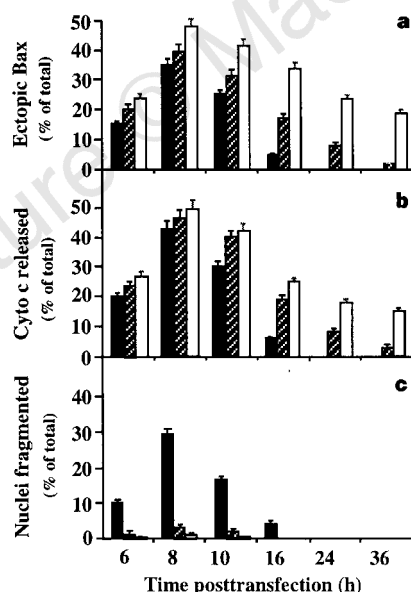 a
50
40
30
20
10
0
Ectopic Bax
(% of total)
b
50
40
30
20
10
0
Cyto c released
(% of total)
c
40
30
20
10
0
Nuclei fragmented
(% of total)
6 8 10 16 24 36
Time posttransfection (h)